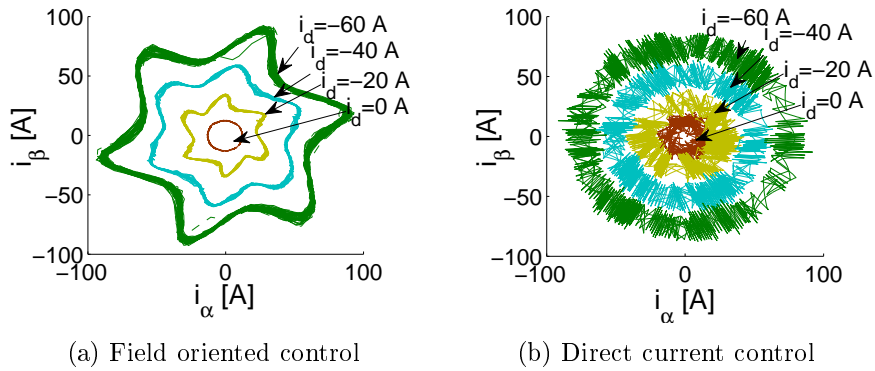 100
50
0
−50
−100
−100
0
100
i_β [A]
i_α [A]
i_d=−60 A
i_d=−40 A
i_d=−20 A
i_d=0 A
(a) Field oriented control
100
50
0
−50
−100
−100
0
100
i_β [A]
i_α [A]
i_d=−60 A
i_d=−40 A
i_d=−20 A
i_d=0 A
(b) Direct current control